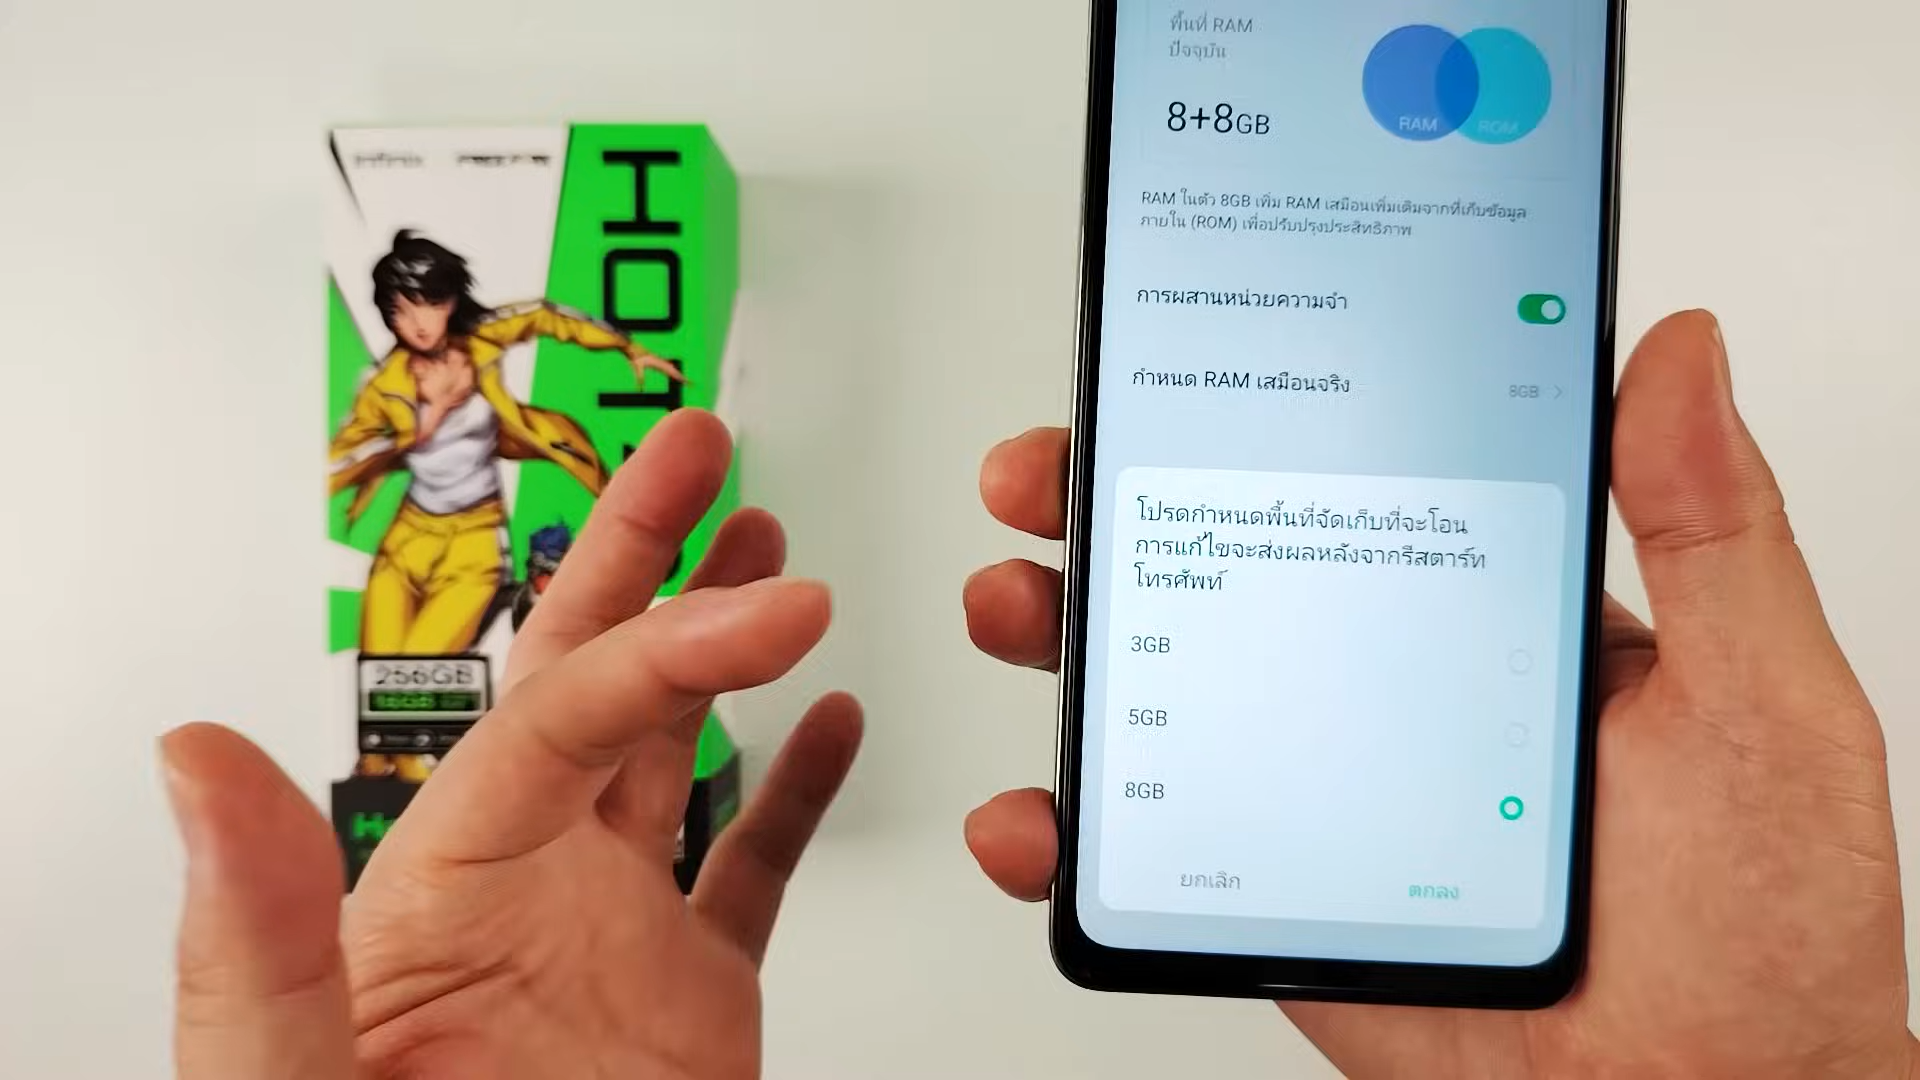 Infinix
HOT
256GB
16GB
พื้นที่ RAM
ปัจจุบัน
8+8GB
RAM
ROM
RAM ในตัว 8GB เพิ่ม RAM เสมือนเพิ่มเติมจากที่เก็บข้อมูล
ภายใน (ROM) เพื่อปรับปรุงประสิทธิภาพ
การผสานหน่วยความจำ
กำหนด RAM เสมือนจริง
8GB
โปรดกำหนดพื้นที่จัดเก็บที่จะโอน
การแก้ไขจะส่งผลหลังจากรีสตาร์ท
โทรศัพท์
3GB
5GB
8GB
ยกเลิก
ตกลง